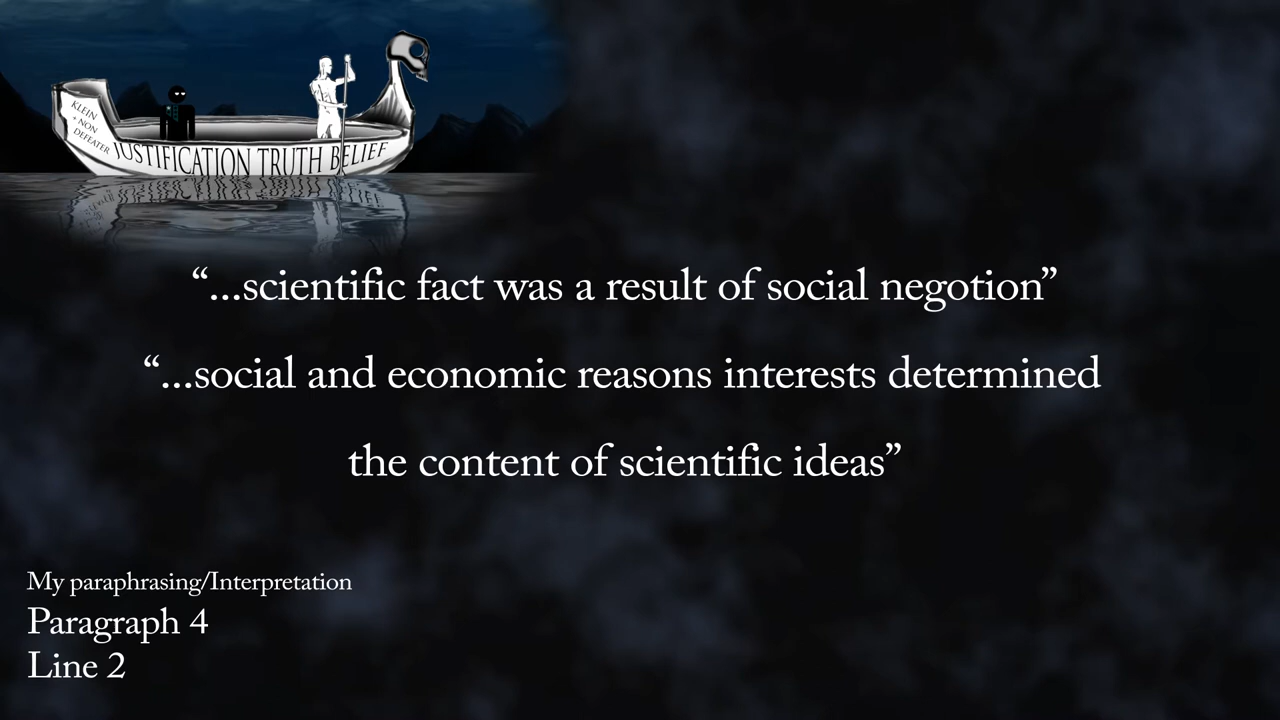 KLEIN
+ NON
DEFEATER
JUSTIFICATION TRUTH BELIEF
“...scientific fact was a result of social negotion”
“...social and economic reasons interests determined
the content of scientific ideas”
My paraphrasing/Interpretation
Paragraph 4
Line 2